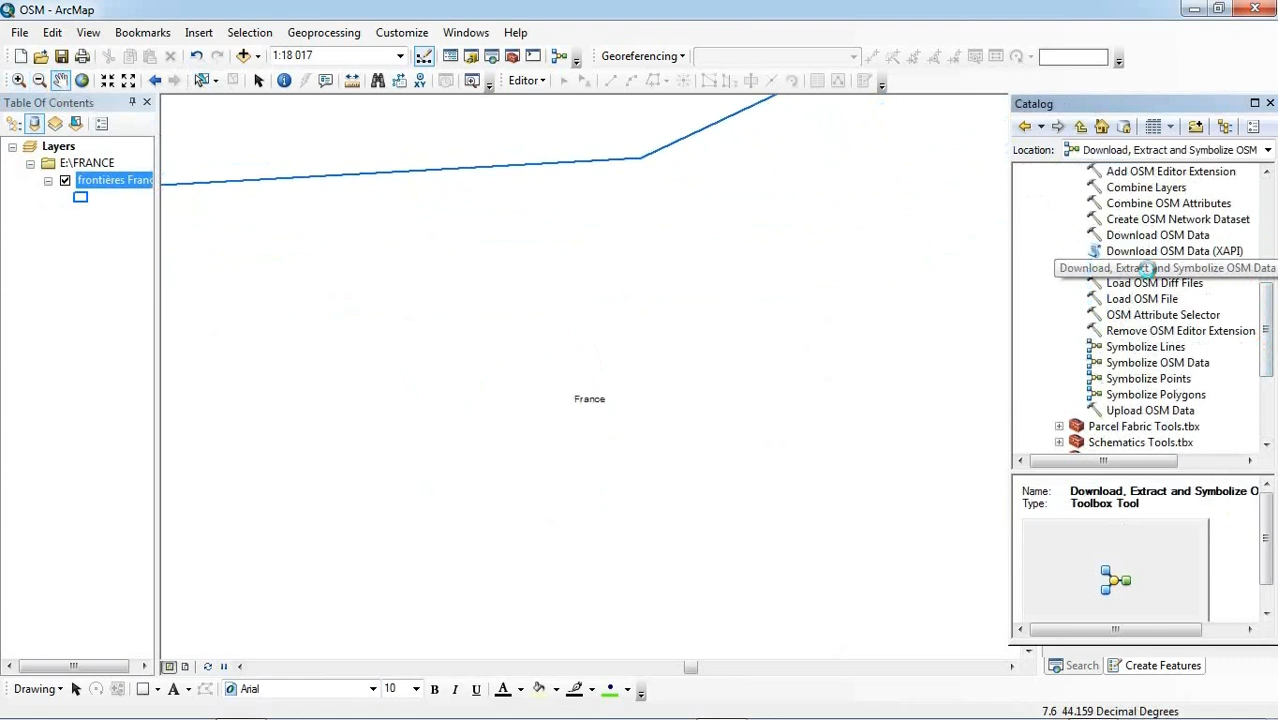 OSM - ArcMap
File Edit View Bookmarks Insert Selection Geoprocessing Customize Windows Help
1:18 017 Georeferencing
Editor
Table Of Contents
Layers
E:\FRANCE
frontières Franc
France
Catalog
Location: Download, Extract and Symbolize OSM
Add OSM Editor Extension
Combine Layers
Combine OSM Attributes
Create OSM Network Dataset
Download OSM Data
Download OSM Data (XAPI)
Download, Extract and Symbolize OSM Data
Load OSM Diff Files
Load OSM File
OSM Attribute Selector
Remove OSM Editor Extension
Symbolize Lines
Symbolize OSM Data
Symbolize Points
Symbolize Polygons
Upload OSM Data
Parcel Fabric Tools.tbx
Schematics Tools.tbx
Name: Download, Extract and Symbolize O
Type: Toolbox Tool
Search Create Features
Drawing A Arial 10 B I U A
7.6 44.159 Decimal Degrees